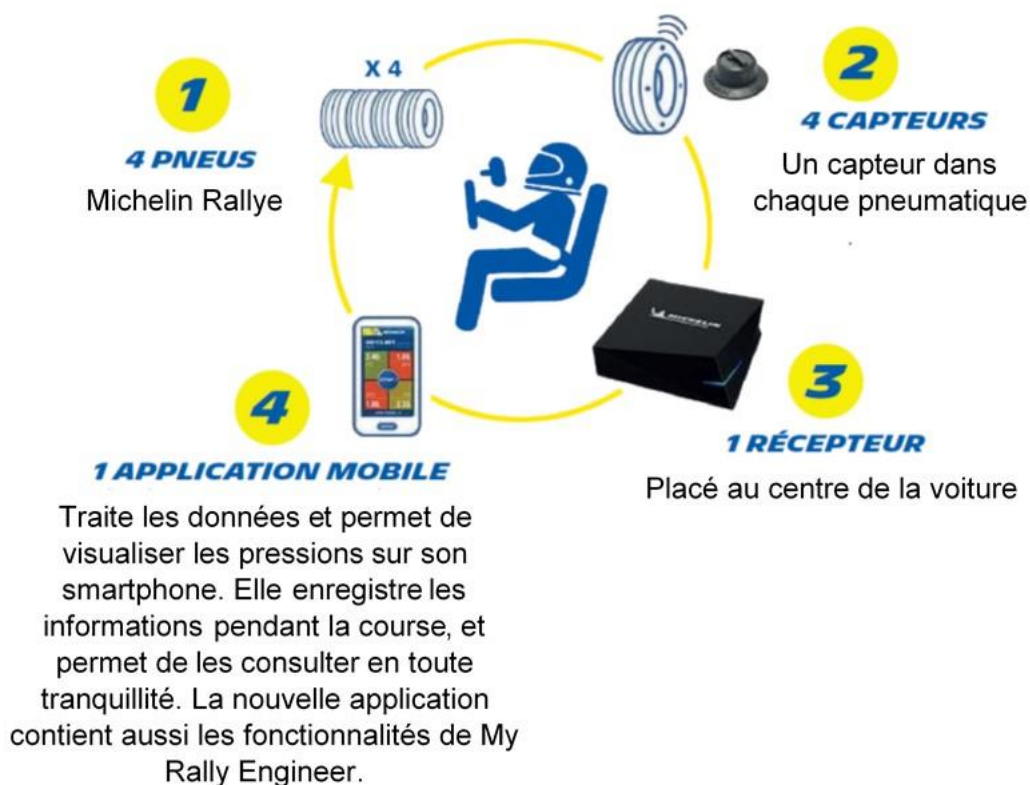 1
4 PNEUS
Michelin Rallye
X 4
2
4 CAPTEURS
Un capteur dans
chaque pneumatique
MICHELIN
3
1 RÉCEPTEUR
Placé au centre de la voiture
4
1 APPLICATION MOBILE
Traite les données et permet de
visualiser les pressions sur son
smartphone. Elle enregistre les
informations pendant la course, et
permet de les consulter en toute
tranquillité. La nouvelle application
contient aussi les fonctionnalités de My
Rally Engineer.